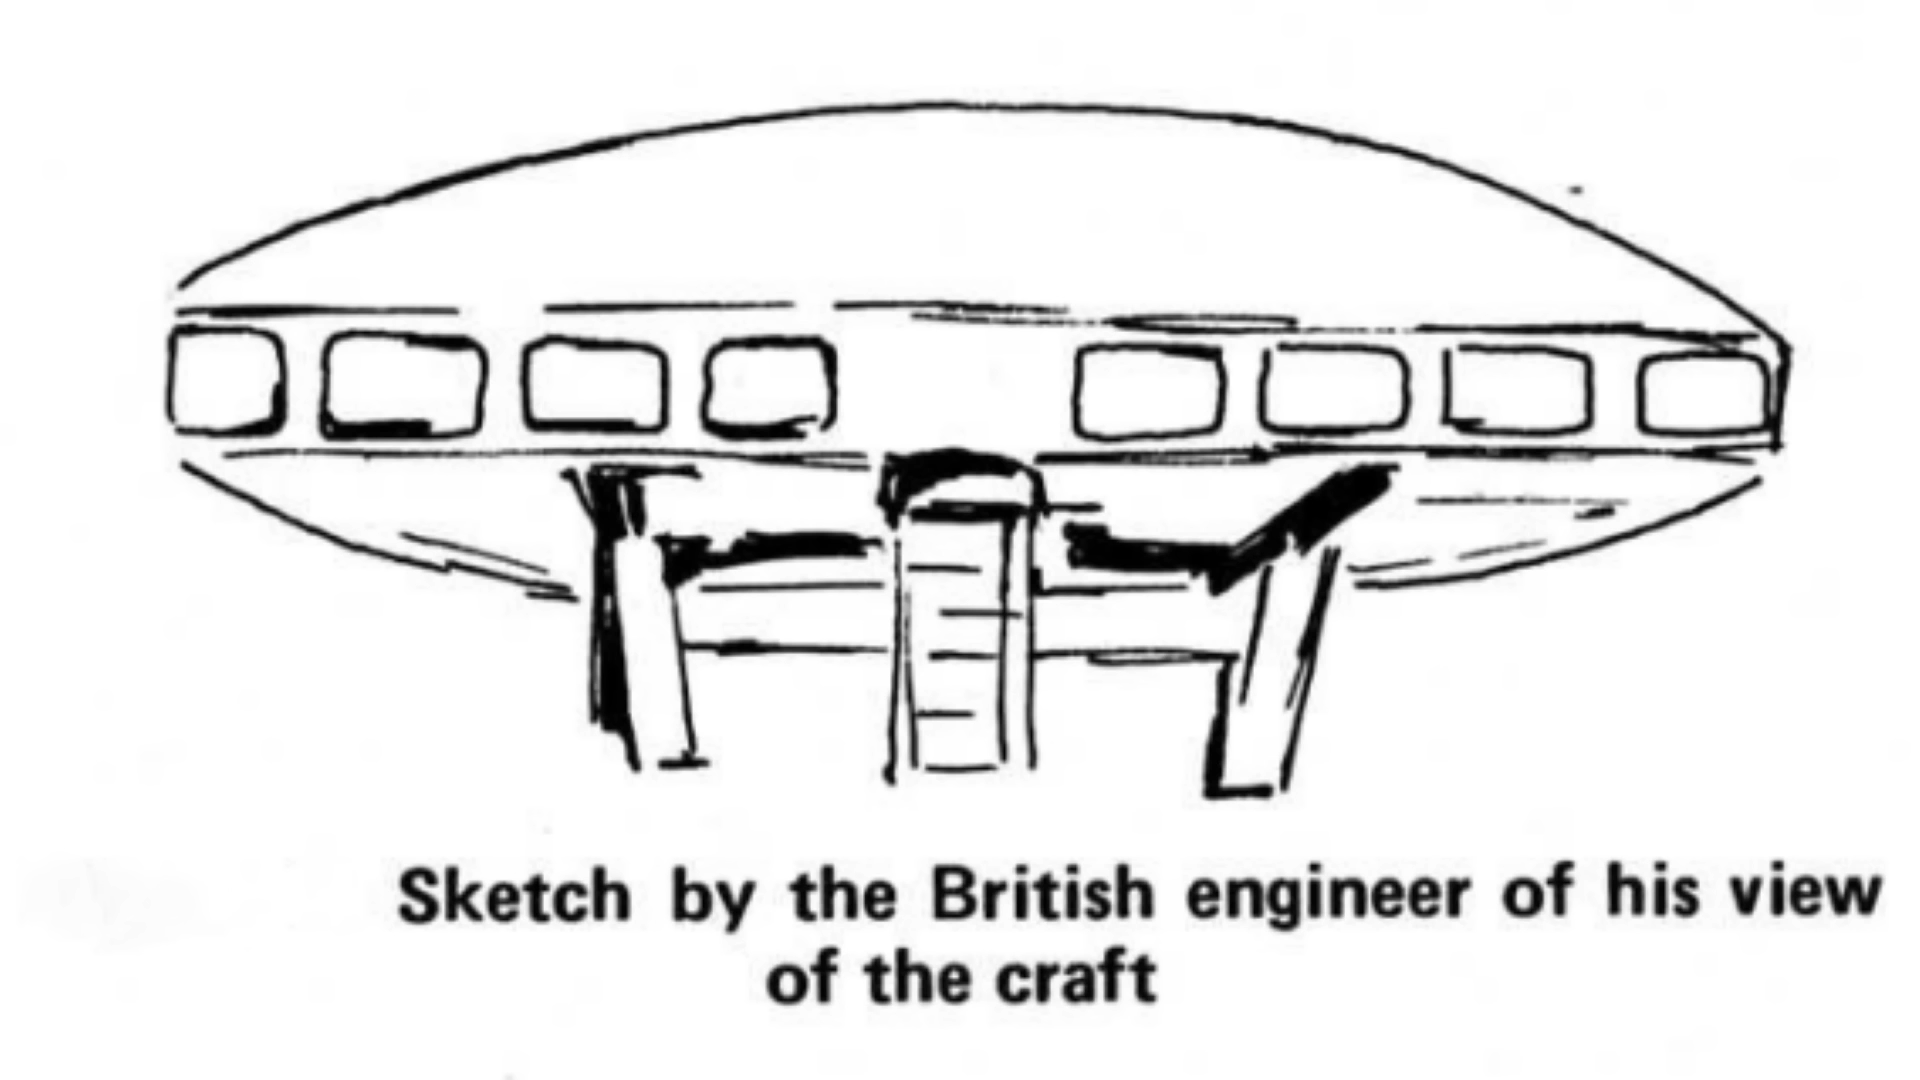 Sketch by the British engineer of his view
of the craft